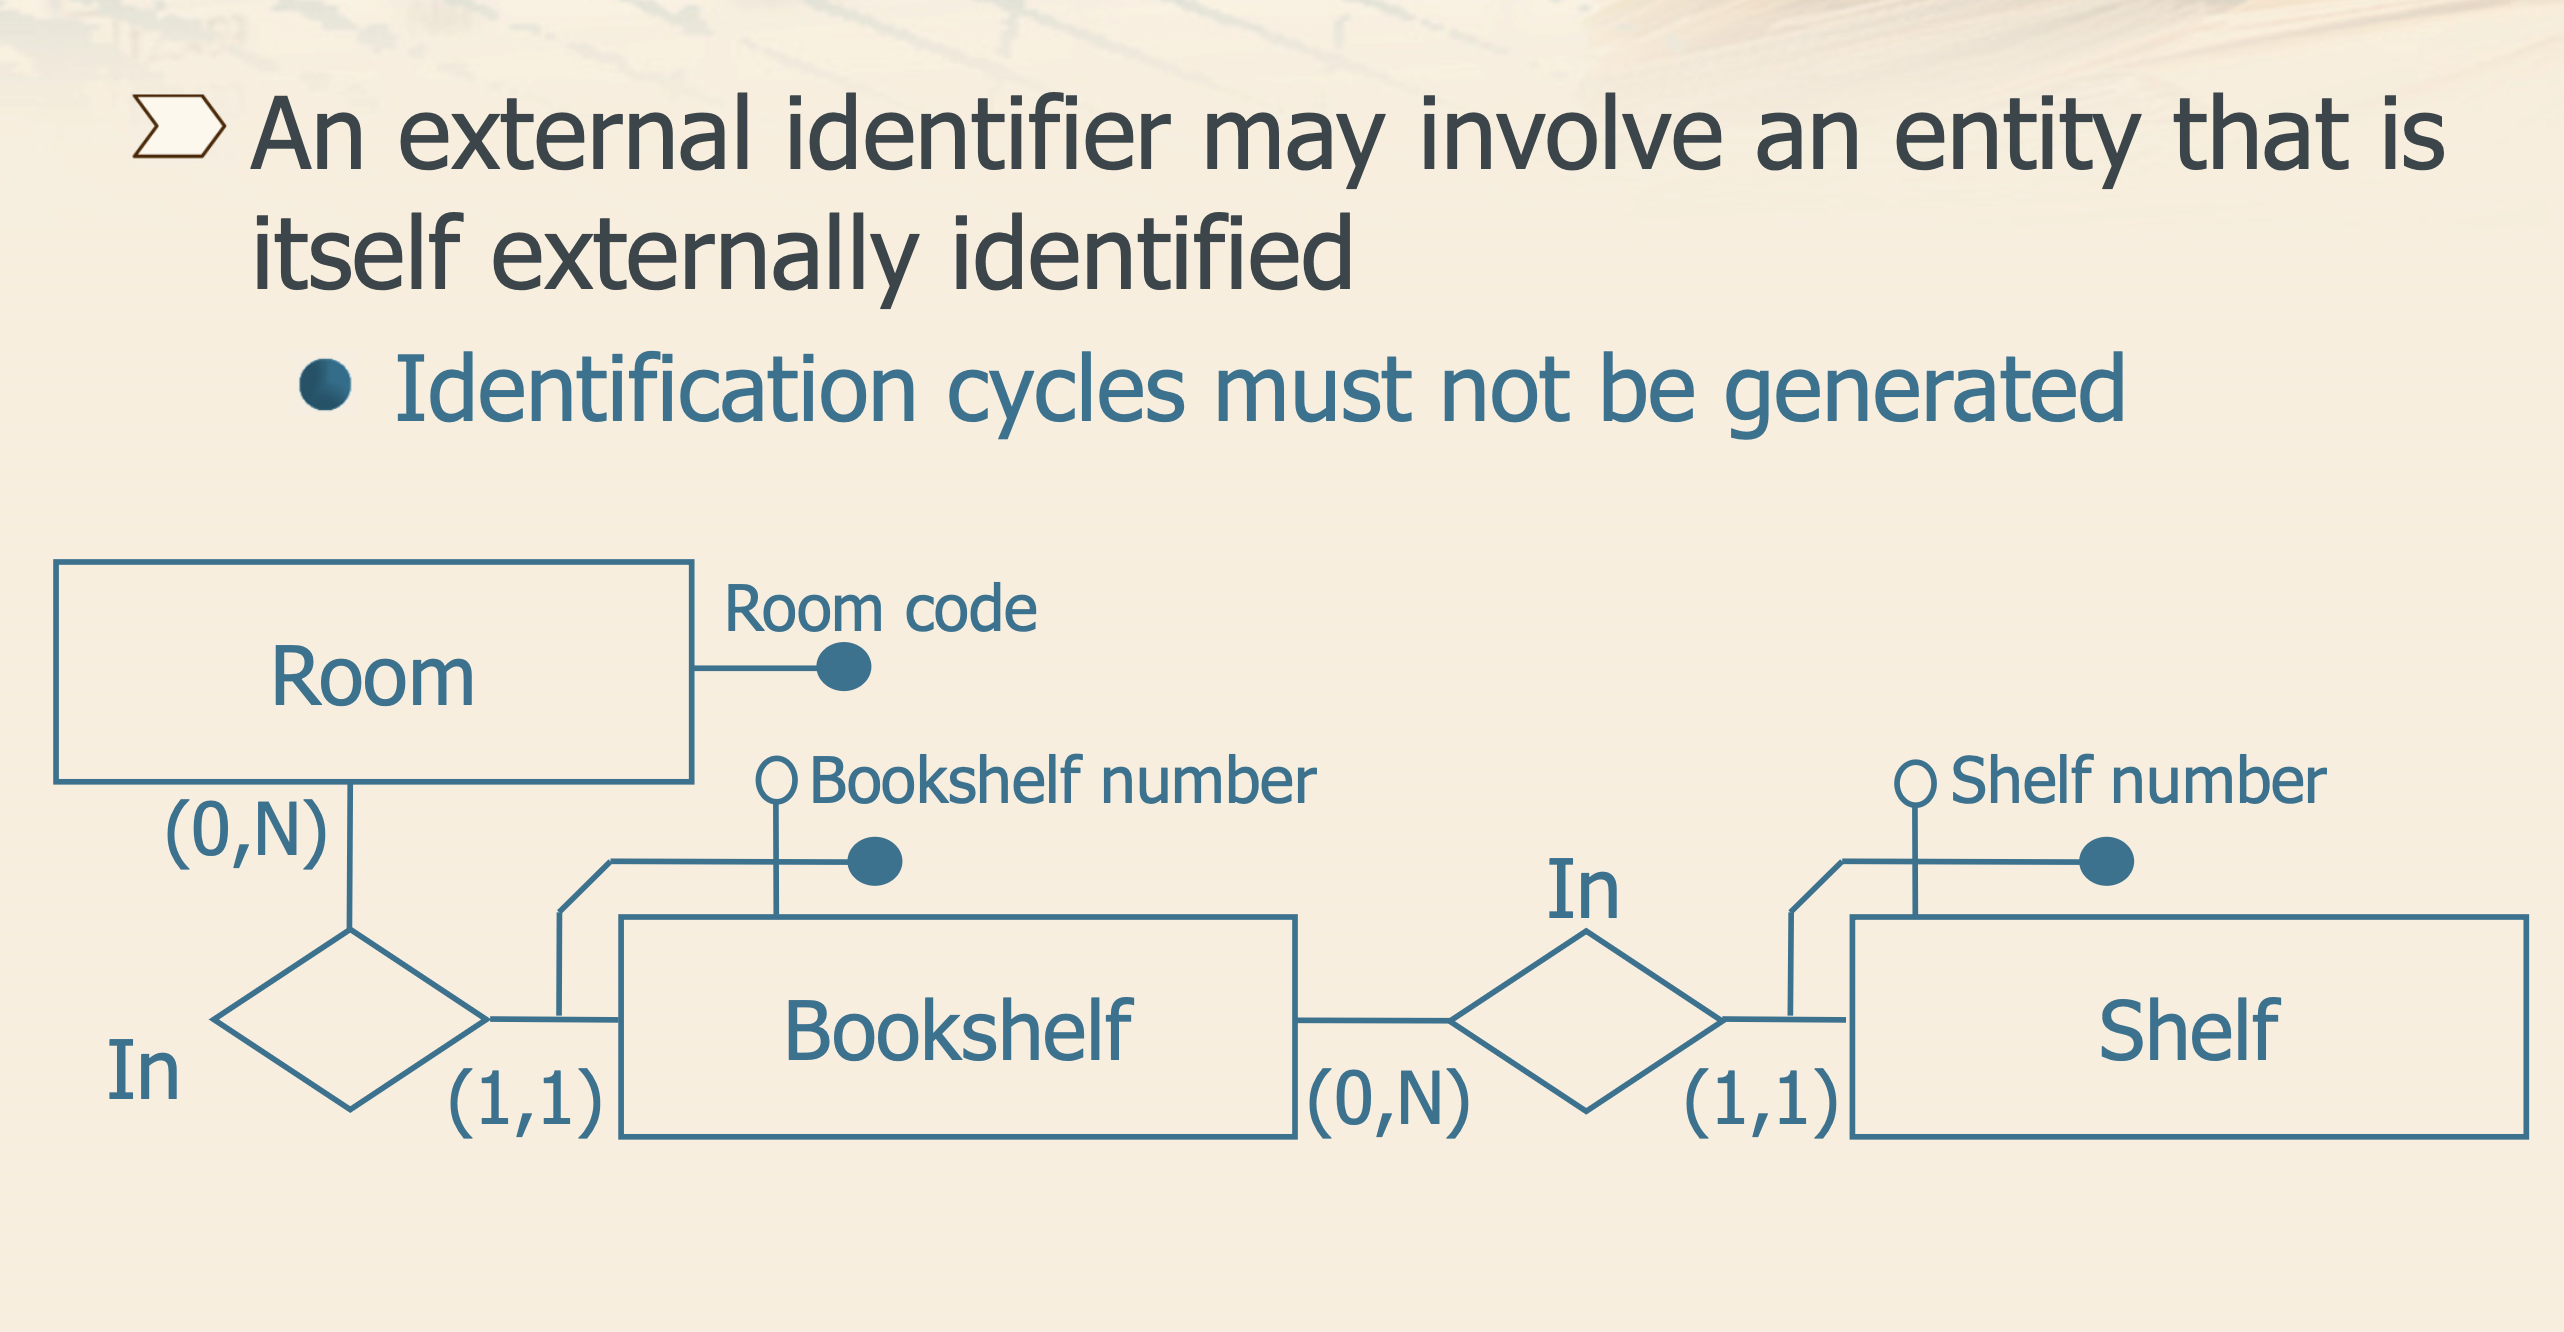 An external identifier may involve an entity that is
itself externally identified
Identification cycles must not be generated
Room code
Room
Bookshelf number
Shelf number
(0,N)
In
Bookshelf
Shelf
In
(1,1)
(0,N)
(1,1)